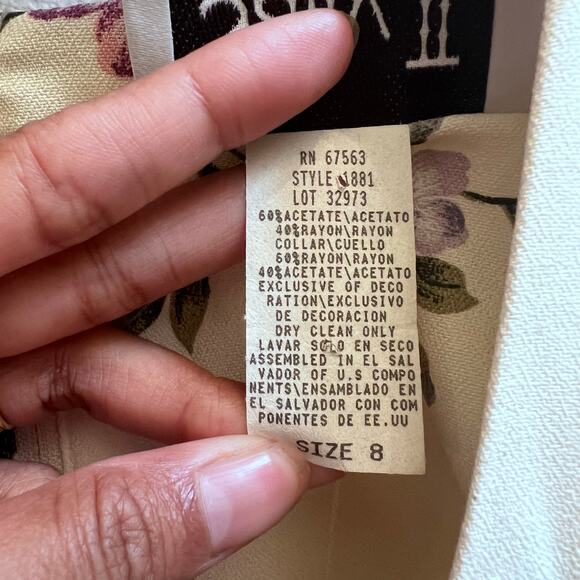 RN 67563
STYLE 1881
LOT 32973
60%ACETATE\ACETATO
40%RAYON\RAYON
COLLAR\CUELLO
60%RAYON\RAYON
40%ACETATE\ACETATO
EXCLUSIVE OF DECO
RATION\EXCLUSIVO
DE DECORACION
DRY CLEAN ONLY
LAVAR SOLO EN SECO
ASSEMBLED IN EL SAL
VADOR OF U.S COMPO
NENTS\ENSAMBLADO EN
EL SALVADOR CON COM
PONENTES DE EE.UU
SIZE 8